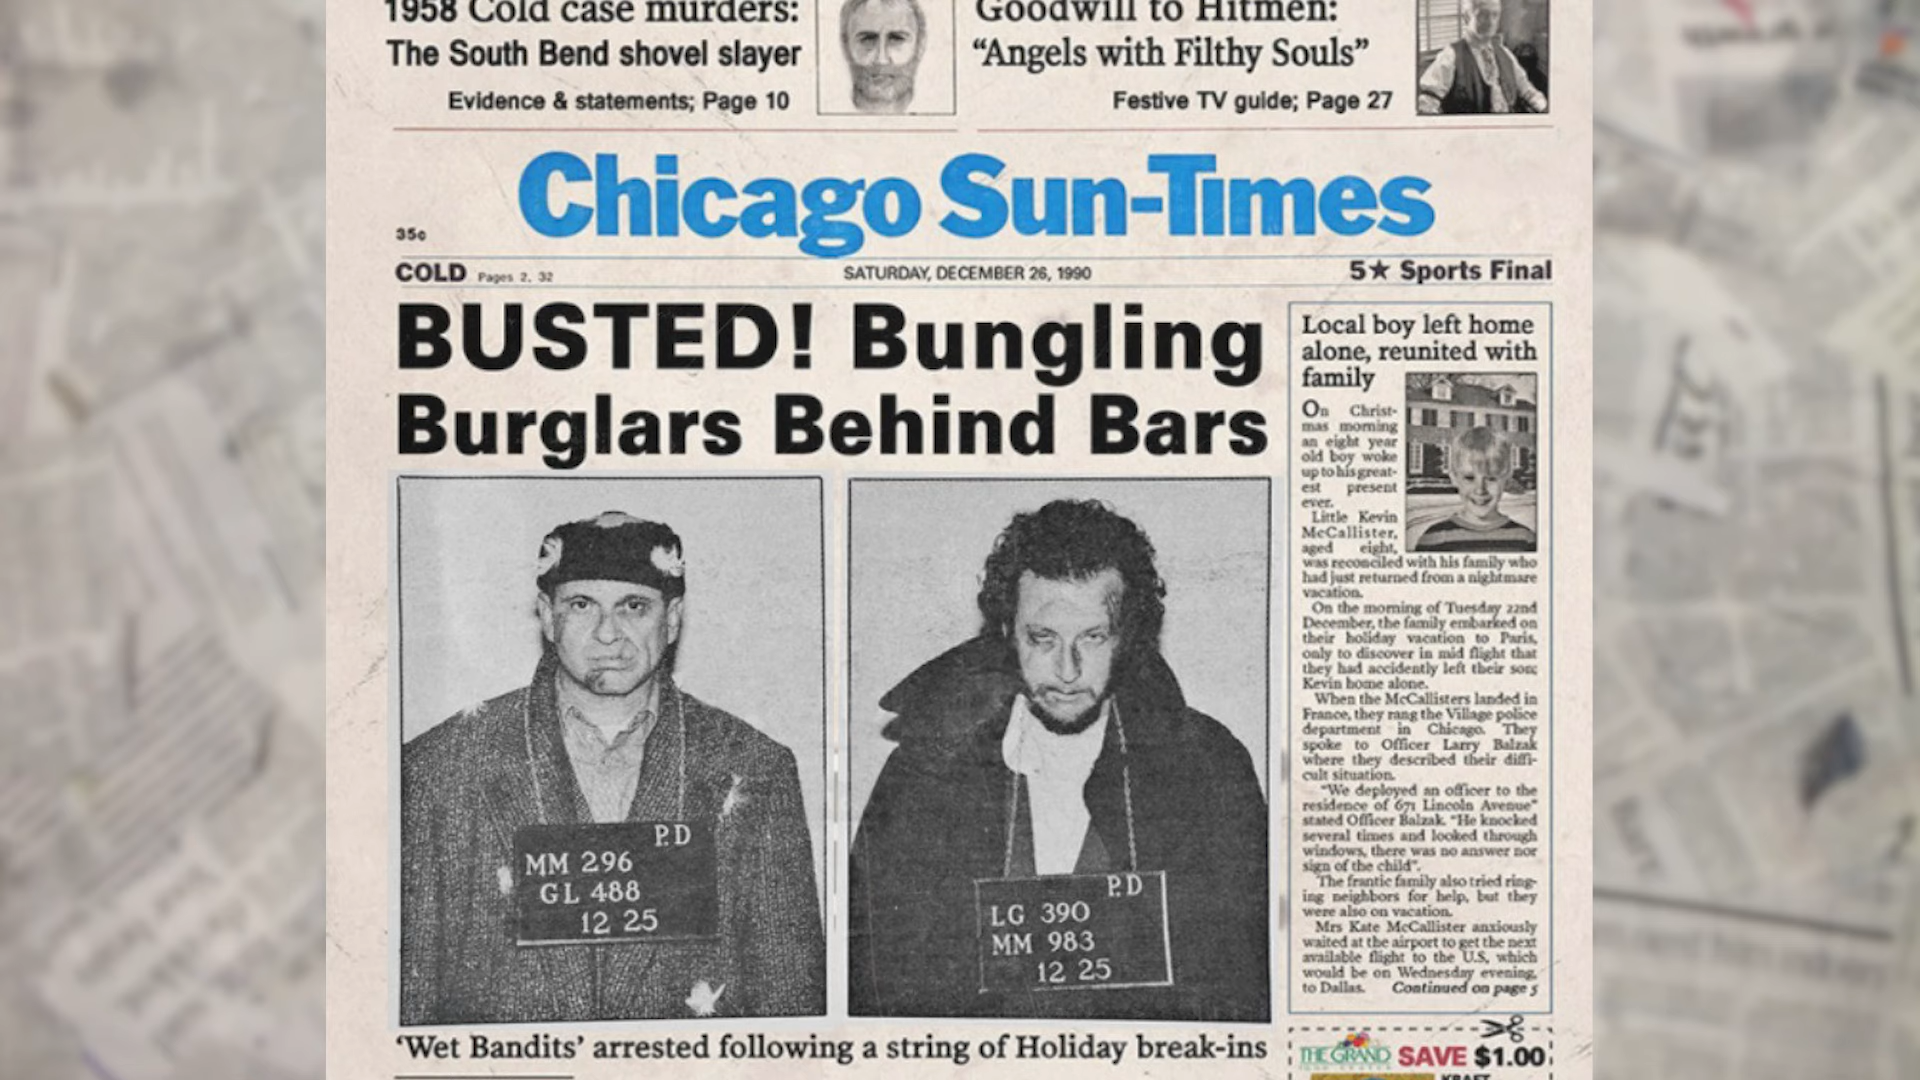 1958 Cold case murders:
The South Bend shovel slayer
Evidence & statements; Page 10
Goodwill to Hitmen:
“Angels with Filthy Souls”
Festive TV guide; Page 27
Chicago Sun-Times
35¢
COLD Pages 2, 32
SATURDAY, DECEMBER 26, 1990
5★ Sports Final
BUSTED! Bungling
Burglars Behind Bars
P.D
MM 296
GL 488
12 25
P.D
LG 390
MM 983
12 25
‘Wet Bandits’ arrested following a string of Holiday break-ins
Local boy left home
alone, reunited with
family
On Christ-
mas morning
an eight year
old boy woke
up to his great-
est present
ever.
Little Kevin
McCallister,
aged eight,
was reconciled with his family who
had just returned from a nightmare
vacation.
On the morning of Tuesday 22nd
December, the family embarked on
their holiday vacation to Paris,
only to discover in mid flight that
they had accidently left their son;
Kevin home alone.
When the McCallisters landed in
France, they rang the Village police
department in Chicago. They
spoke to Officer Larry Balzak
where they described their diffi-
cult situation.
“We deployed an officer to the
residence of 671 Lincoln Avenue”
stated Officer Balzak. “He knocked
several times and looked through
windows, there was no answer nor
sign of the child”.
The frantic family also tried ring-
ing neighbors for help, but they
were also on vacation.
Mrs Kate McCallister anxiously
waited at the airport to get the next
available flight to the U.S, which
would be on Wednesday evening,
to Dallas. Continued on page 5
THE GRAND
SAVE $1.00
KRAFT